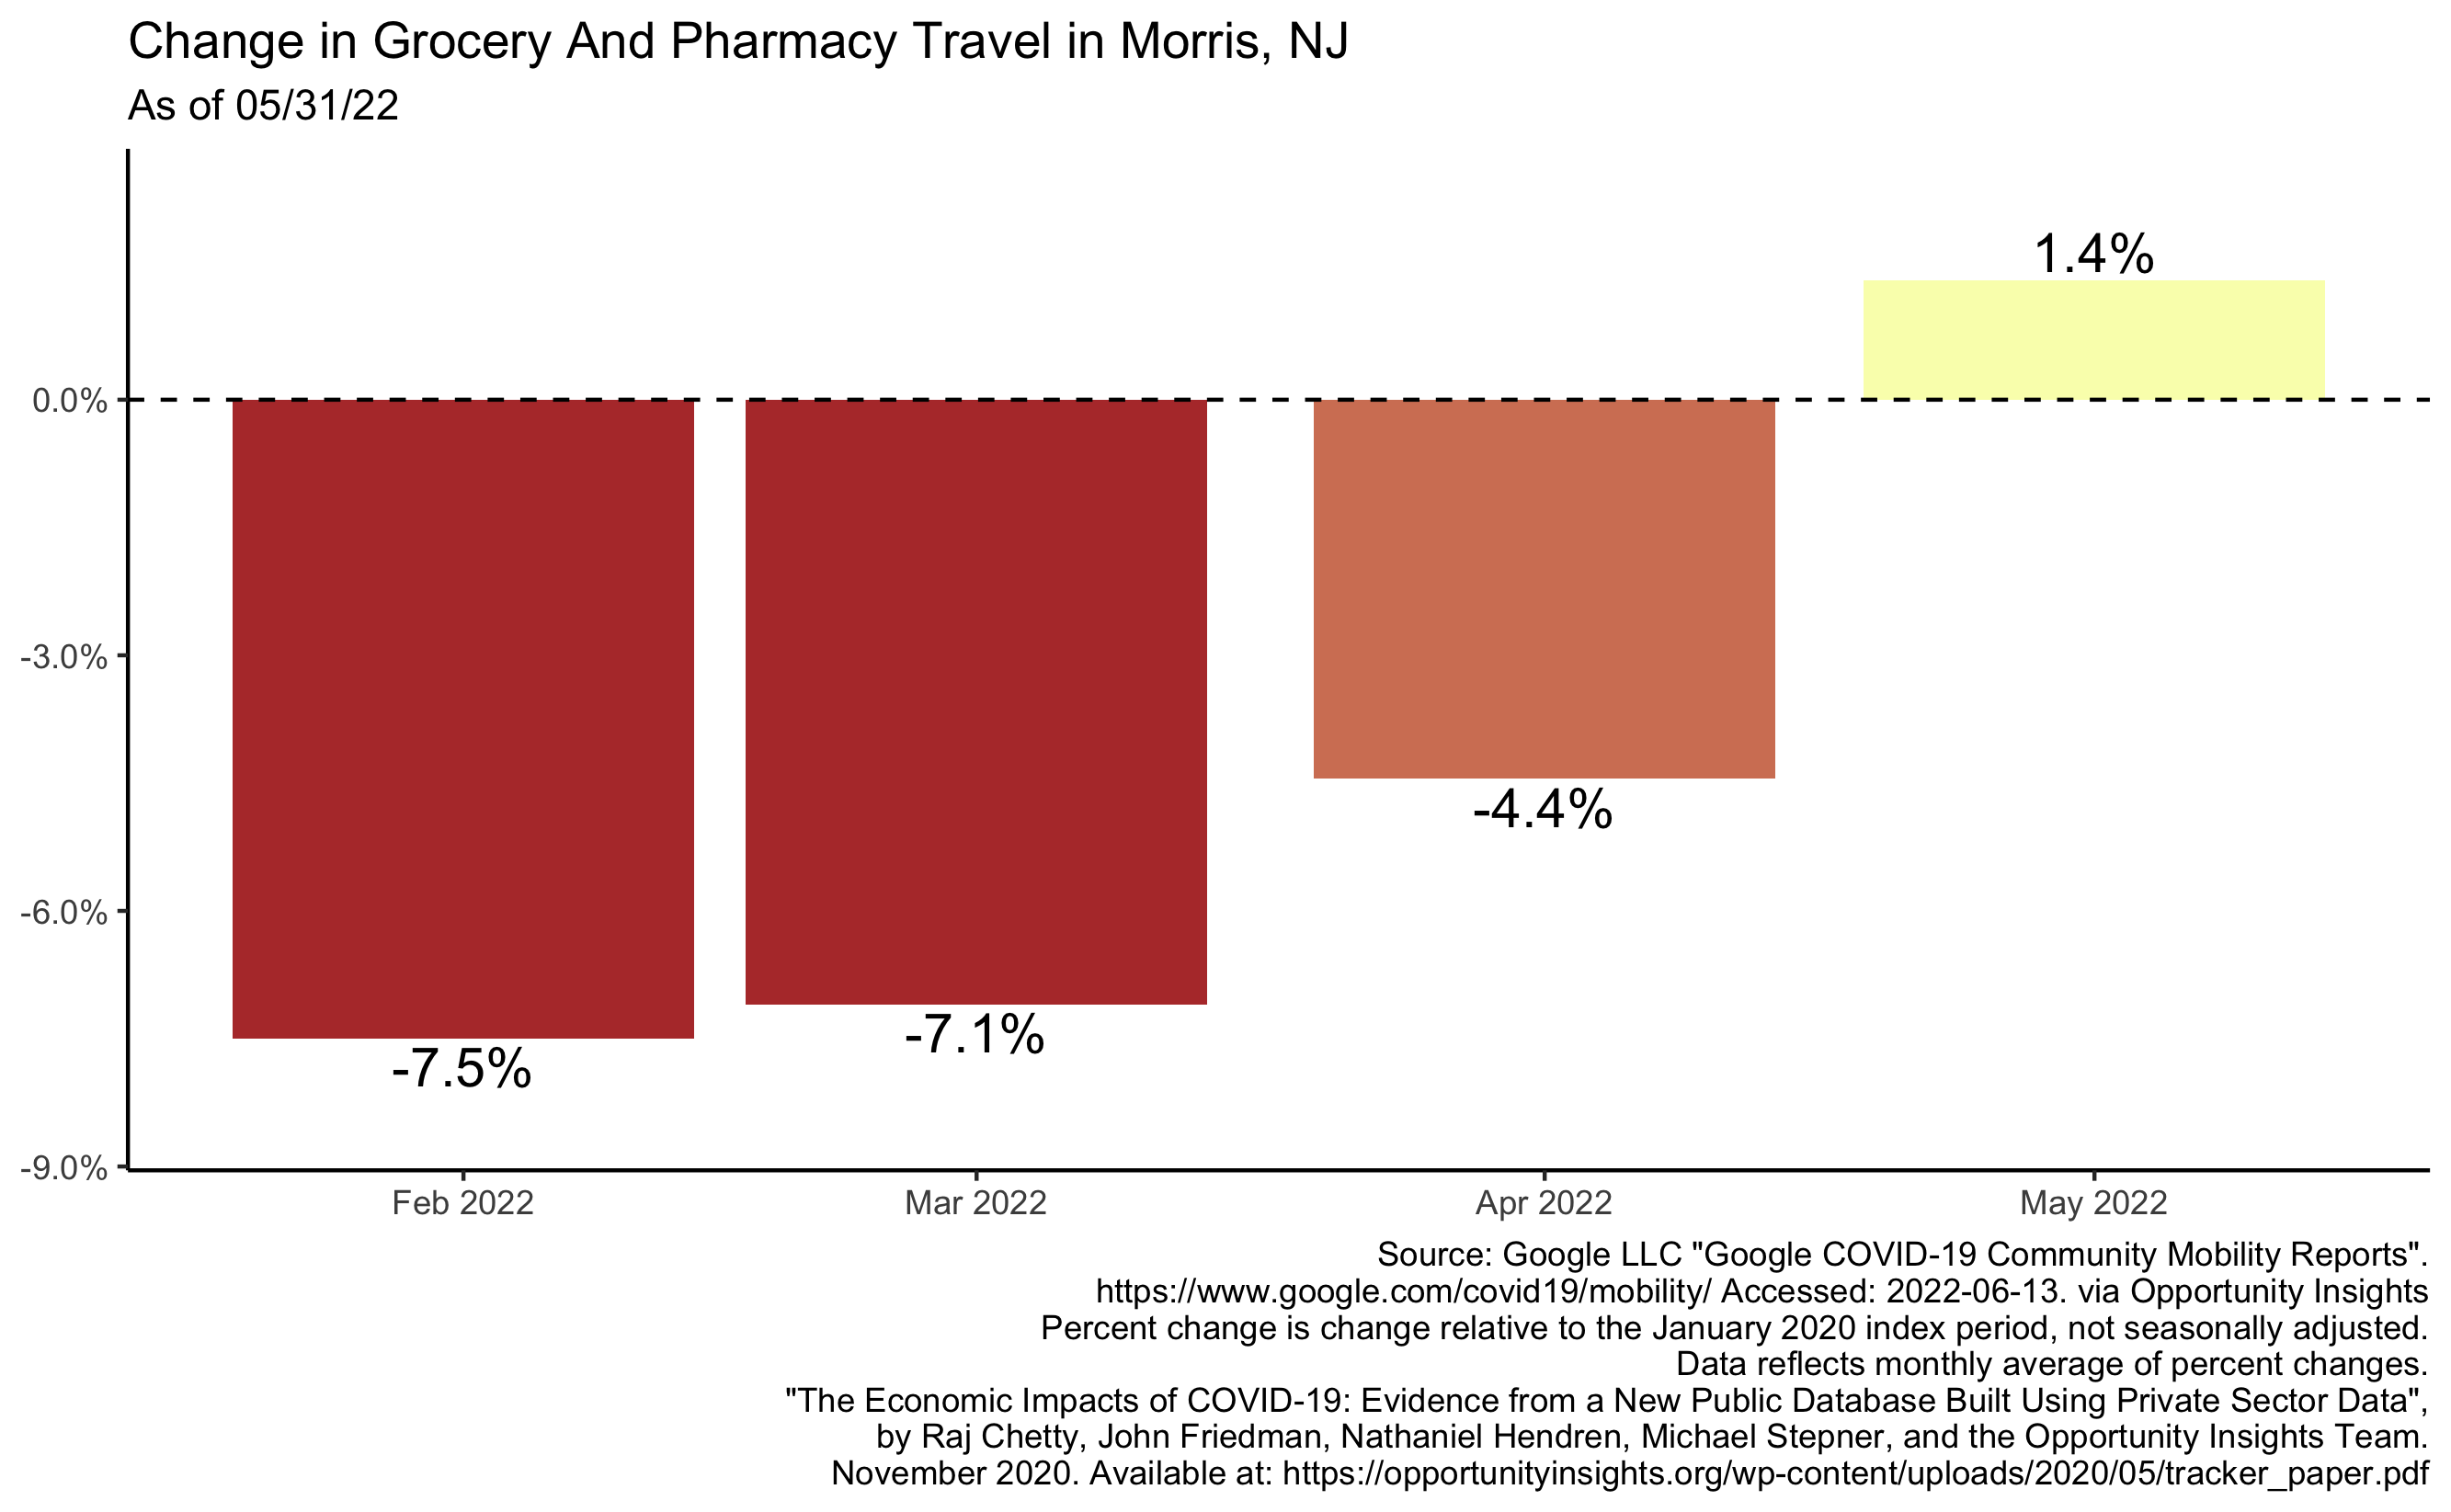 Change in Grocery And Pharmacy Travel in Morris, NJ
As of 05/31/22
1.4%
0.0%
-3.0%
-4.4%
-6.0%
-7.1%
-7.5%
-9.0%
Feb 2022 Mar 2022 Apr 2022 May 2022
Source: Google LLC "Google COVID-19 Community Mobility Reports".
https://www.google.com/covid19/mobility/ Accessed: 2022-06-13. via Opportunity Insights
Percent change is change relative to the January 2020 index period, not seasonally adjusted.
Data reflects monthly average of percent changes.
"The Economic Impacts of COVID-19: Evidence from a New Public Database Built Using Private Sector Data",
by Raj Chetty, John Friedman, Nathaniel Hendren, Michael Stepner, and the Opportunity Insights Team.
November 2020. Available at: https://opportunityinsights.org/wp-content/uploads/2020/05/tracker_paper.pdf